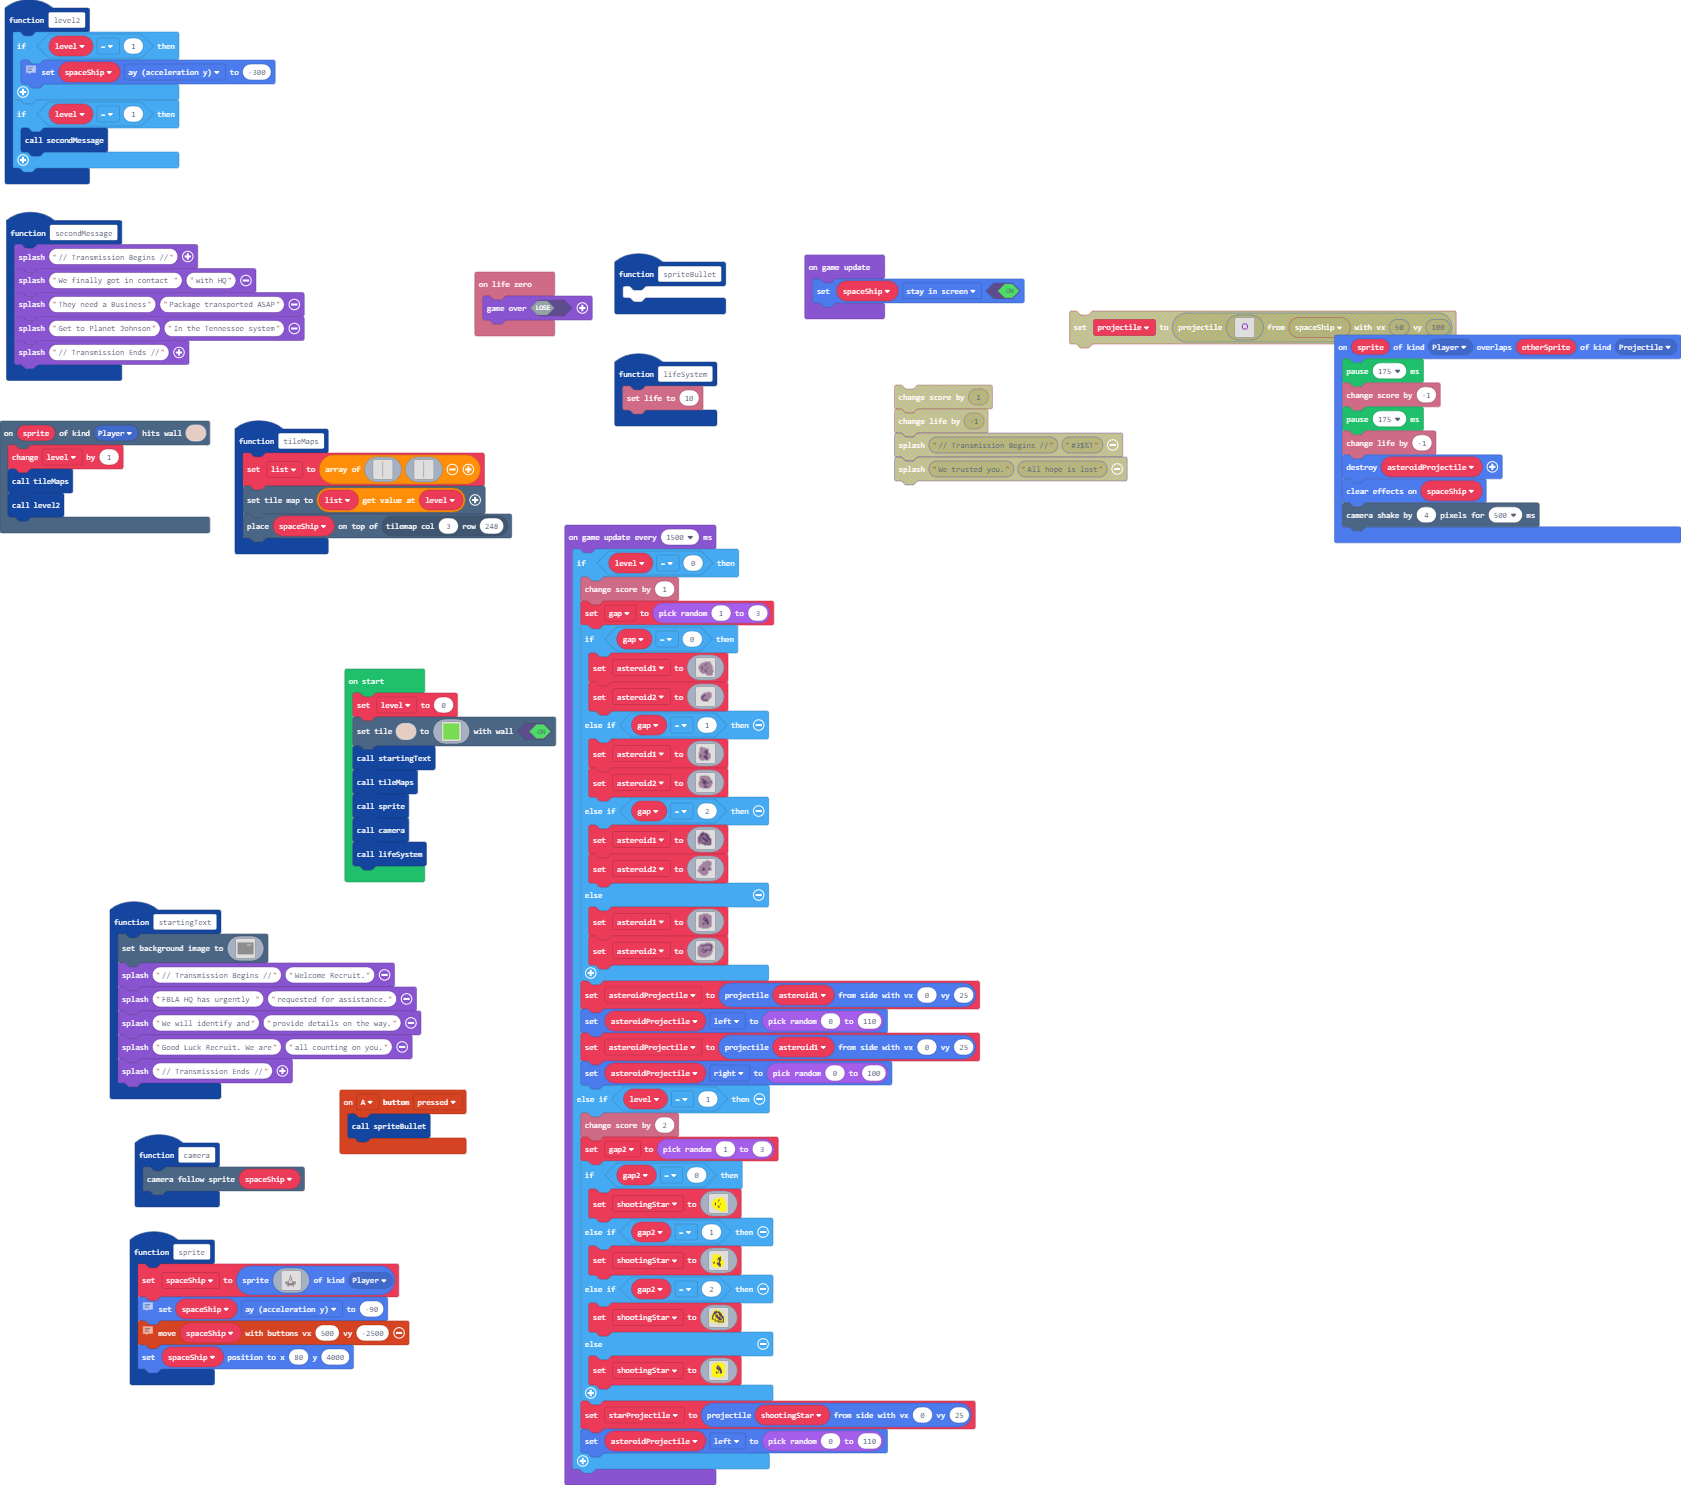 function level2
if level = 1 then
set spaceShip ay (acceleration y) to -300
if level = 1 then
call secondMessage
function secondMessage
splash "// Transmission Begins //"
splash "We finally got in contact " "with HQ"
splash "They need a Business" "Package transported ASAP"
splash "Get to Planet Johnson" "In the Tennessee system"
splash "// Transmission Ends //"
on sprite of kind Player hits wall
change level by 1
call tileMaps
call level2
function tileMaps
set list to array of
set tile map to list get value at level
place spaceShip on top of tilemap col 3 row 248
on life zero
game over LOSE
function spriteBullet
function lifeSystem
set life to 10
on game update
set spaceShip stay in screen ON
set projectile to projectile from spaceShip with vx 50 vy 100
change score by 1
change life by -1
splash "// Transmission Begins //" "#3$%!"
splash "We trusted you." "All hope is lost"
on sprite of kind Player overlaps otherSprite of kind Projectile
pause 175 ms
change score by -1
pause 175 ms
change life by -1
destroy asteroidProjectile
clear effects on spaceShip
camera shake by 4 pixels for 500 ms
on start
set level to 0
set tile to with wall ON
call startingText
call tileMaps
call sprite
call camera
call lifeSystem
function startingText
set background image to
splash "// Transmission Begins //" "Welcome Recruit."
splash "FBLA HQ has urgently " "requested for assistance."
splash "We will identify and" "provide details on the way."
splash "Good Luck Recruit. We are" "all counting on you."
splash "// Transmission Ends //"
on A button pressed
call spriteBullet
function camera
camera follow sprite spaceShip
function sprite
set spaceShip to sprite of kind Player
set spaceShip ay (acceleration y) to -90
move spaceShip with buttons vx 500 vy -2500
set spaceShip position to x 80 y 4000
on game update every 1500 ms
if level = 0 then
change score by 1
set gap to pick random 1 to 3
if gap = 0 then
set asteroid1 to
set asteroid2 to
else if gap = 1 then
set asteroid1 to
set asteroid2 to
else if gap = 2 then
set asteroid1 to
set asteroid2 to
else
set asteroid1 to
set asteroid2 to
set asteroidProjectile to projectile asteroid1 from side with vx 0 vy 25
set asteroidProjectile left to pick random 0 to 110
set asteroidProjectile to projectile asteroid1 from side with vx 0 vy 25
set asteroidProjectile right to pick random 0 to 100
else if level = 1 then
change score by 2
set gap2 to pick random 1 to 3
if gap2 = 0 then
set shootingStar to
else if gap2 = 1 then
set shootingStar to
else if gap2 = 2 then
set shootingStar to
else
set shootingStar to
set starProjectile to projectile shootingStar from side with vx 0 vy 25
set asteroidProjectile left to pick random 0 to 110